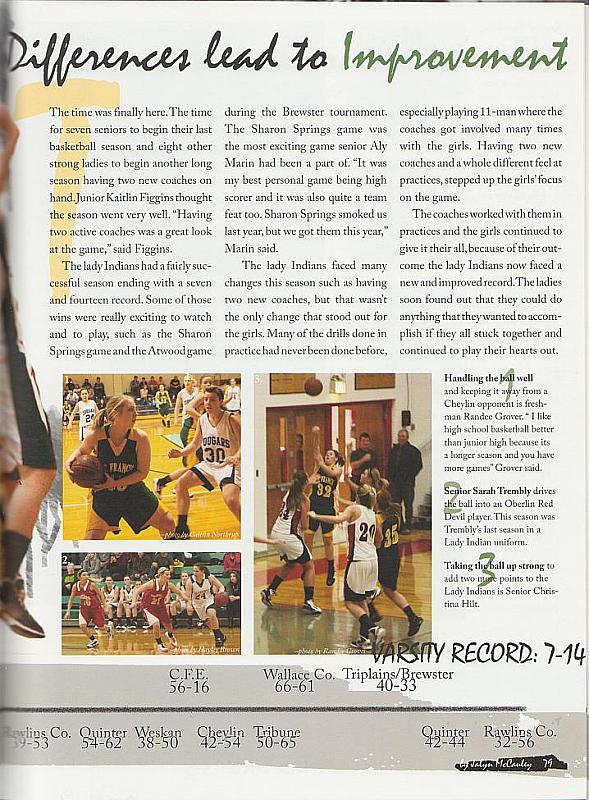 Differences lead to Improvement
The time was finally here. The time
for seven seniors to begin their last
basketball season and eight other
strong ladies to begin another long
season having two new coaches on
hand. Junior Kaitlin Figgins thought
the season went very well. “Having
two active coaches was a great look
at the game,” said Figgins.
The lady Indians had a fairly suc-
cessful season ending with a seven
and fourteen record. Some of those
wins were really exciting to watch
and to play, such as the Sharon
Springs game and the Atwood game
during the Brewster tournament.
The Sharon Springs game was
the most exciting game senior Aly
Marin had been a part of. “It was
my best personal game being high
scorer and it was also quite a team
feat too. Sharon Springs smoked us
last year, but we got them this year,”
Marin said.
The lady Indians faced many
changes this season such as having
two new coaches, but that wasn't
the only change that stood out for
the girls. Many of the drills done in
practice had never been done before,
especially playing 11-man where the
coaches got involved many times
with the girls. Having two new
coaches and a whole different feel at
practices, stepped up the girls' focus
on the game.
The coaches worked with them in
practices and the girls continued to
give it their all, because of their out-
come the lady Indians now faced a
new and improved record. The ladies
soon found out that they could do
anything that they wanted to accom-
plish if they all stuck together and
continued to play their hearts out.
1
Handling the ball well
and keeping it away from a
Cheylin opponent is fresh-
man Randee Grover. “ I like
high school basketball better
than junior high because its
a longer season and you have
more games” Grover said.
2
Senior Sarah Trembly drives
the ball into an Oberlin Red
Devil player. This season was
Trembly's last season in a
Lady Indian uniform.
3
Taking the ball up strong to
add two more points to the
Lady Indians is Senior Chris-
tina Hilt.
COUGARS
30
24
-photo by Caitlin Northrup
2.
24
-photo by Hayley Brown
3.
32
20
35
-photo by Randee Grover
VARSITY RECORD: 7-14
C.F.E.
56-16
Wallace Co.
66-61
Triplains/Brewster
40-33
Rawlins Co.
39-53
Quinter
54-62
Weskan
38-50
Cheylin
42-54
Tribune
50-65
Quinter
42-44
Rawlins Co.
32-56
by Jalyn McCauley 79